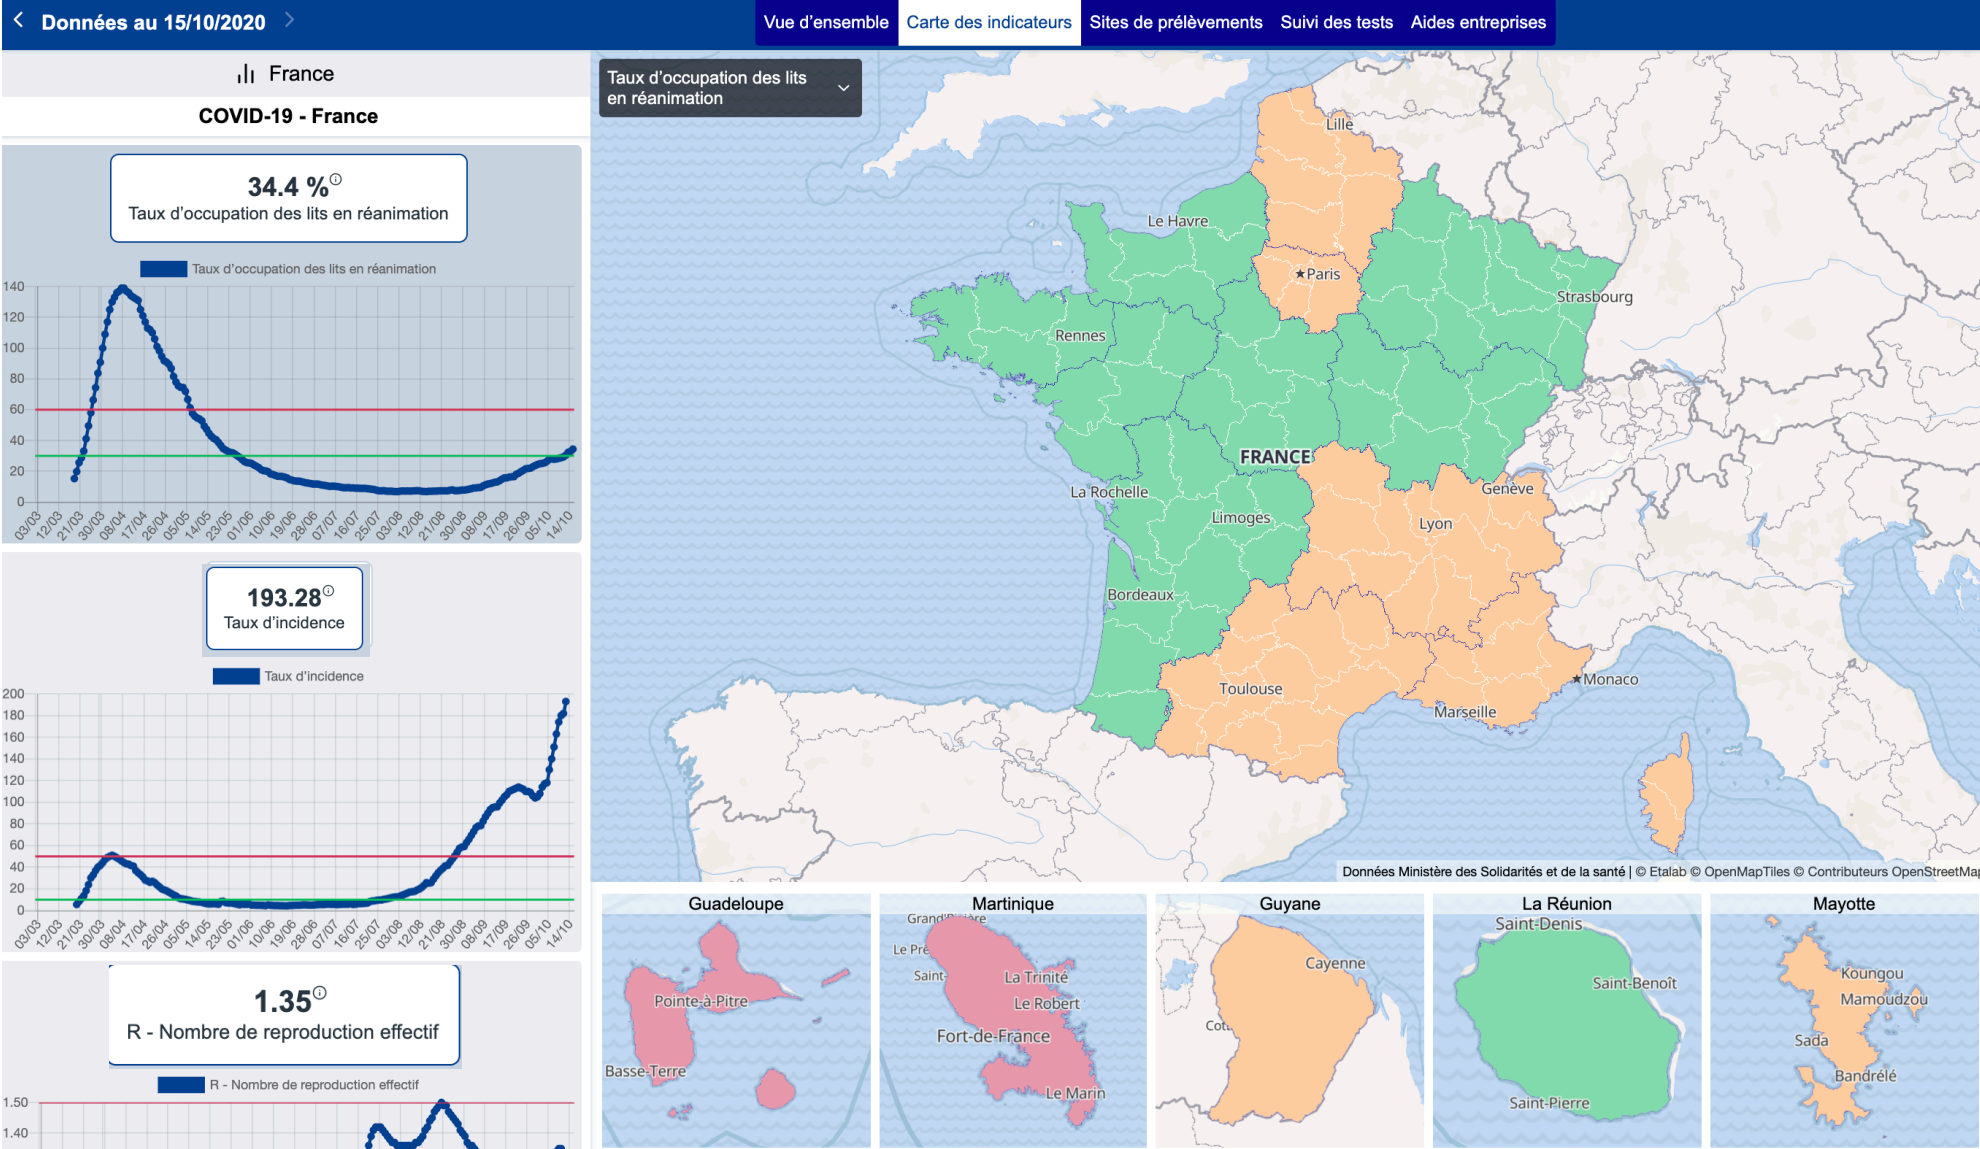 Données au 15/10/2020
Vue d’ensemble
Carte des indicateurs
Sites de prélèvements
Suivi des tests
Aides entreprises
France
COVID-19 - France
34.4 %
Taux d’occupation des lits en réanimation
Taux d’occupation des lits en réanimation
140
120
100
80
60
40
20
0
03/03 12/03 21/03 30/03 08/04 17/04 26/04 05/05 14/05 23/05 01/06 10/06 19/06 28/06 07/07 16/07 25/07 03/08 12/08 21/08 30/08 08/09 17/09 26/09 05/10 14/10
193.28
Taux d’incidence
Taux d’incidence
200
180
160
140
120
100
80
60
40
20
0
03/03 12/03 21/03 30/03 08/04 17/04 26/04 05/05 14/05 23/05 01/06 10/06 19/06 28/06 07/07 16/07 25/07 03/08 12/08 21/08 30/08 08/09 17/09 26/09 05/10 14/10
1.35
R - Nombre de reproduction effectif
R - Nombre de reproduction effectif
1.50
1.40
Taux d’occupation des lits
en réanimation
Lille
Le Havre
Paris
Strasbourg
Rennes
FRANCE
La Rochelle
Genève
Limoges
Lyon
Bordeaux
Toulouse
Monaco
Marseille
Données Ministère des Solidarités et de la santé | © Etalab © OpenMapTiles © Contributeurs OpenStreetMap
Guadeloupe
Pointe-à-Pitre
Basse-Terre
Martinique
Le Pré
Saint-
La Trinité
Le Robert
Fort-de-France
Le Marin
Guyane
Cayenne
La Réunion
Saint-Denis
Saint-Benoît
Saint-Pierre
Mayotte
Koungou
Mamoudzou
Sada
Bandrélé